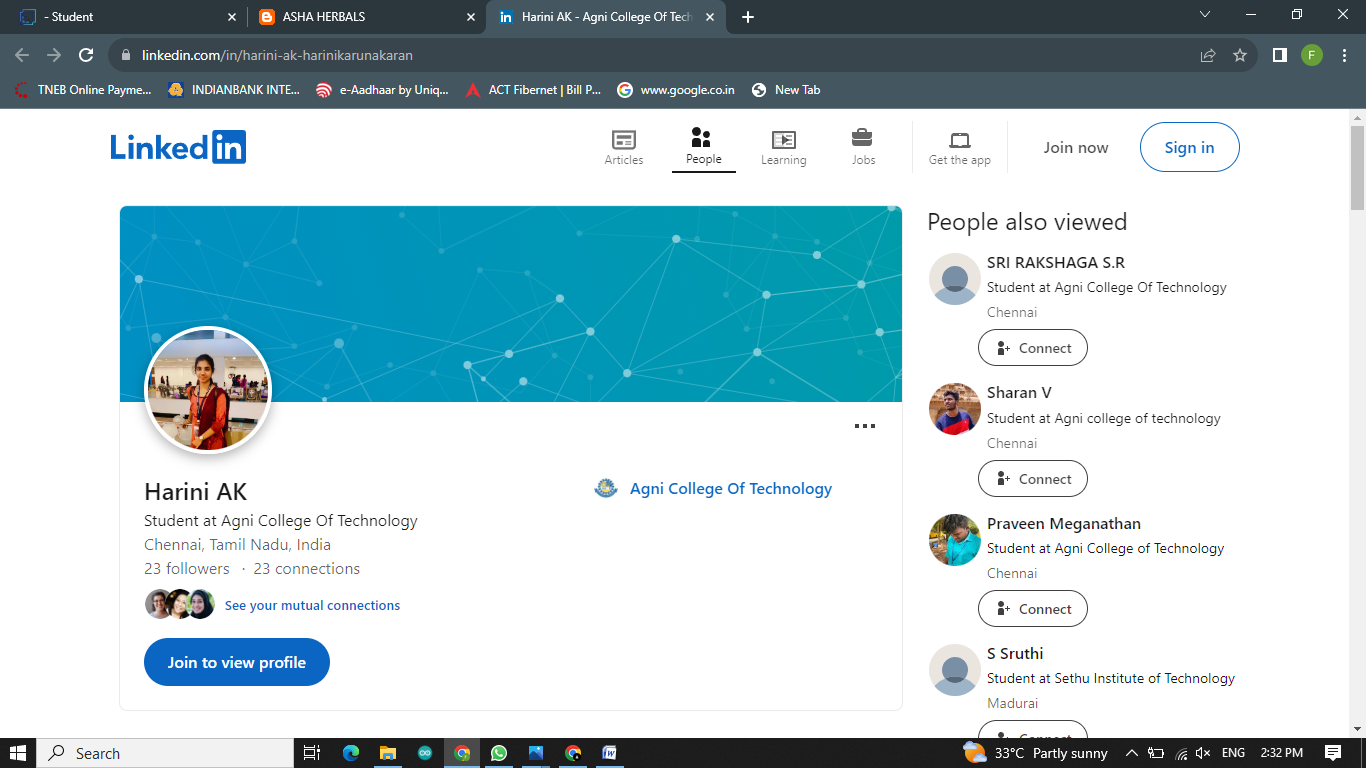 - Student
ASHA HERBALS
Harini AK - Agni College Of Tech
linkedin.com/in/harini-ak-harinikarunakaran
F
TNEB Online Payme...
INDIANBANK INTE...
e-Aadhaar by Uniq...
ACT Fibernet | Bill P...
www.google.co.in
New Tab
Linked in
Articles
People
Learning
Jobs
Get the app
Join now
Sign in
Harini AK
Student at Agni College Of Technology
Chennai, Tamil Nadu, India
23 followers · 23 connections
See your mutual connections
Join to view profile
Agni College Of Technology
People also viewed
SRI RAKSHAGA S.R
Student at Agni College Of Technology
Chennai
Connect
Sharan V
Student at Agni college of technology
Chennai
Connect
Praveen Meganathan
Student at Agni College of Technology
Chennai
Connect
S Sruthi
Student at Sethu Institute of Technology
Madurai
Connect
Search
33°C Partly sunny
ENG
2:32 PM